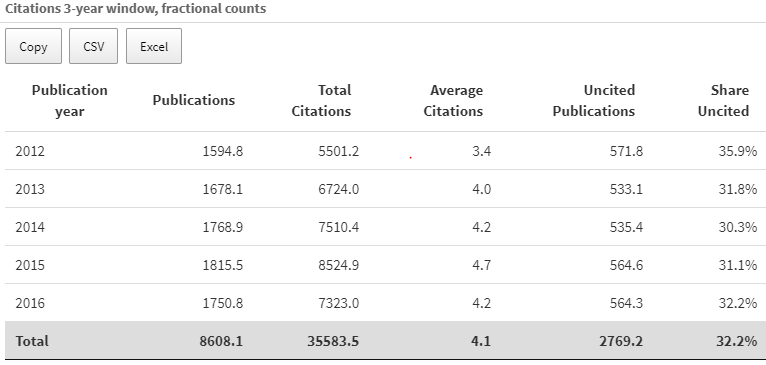 Citations 3-year window, fractional counts
Copy CSV Excel
Publication year Publications Total Citations Average Citations Uncited Publications Share Uncited
2012 1594.8 5501.2 3.4 571.8 35.9%
2013 1678.1 6724.0 4.0 533.1 31.8%
2014 1768.9 7510.4 4.2 535.4 30.3%
2015 1815.5 8524.9 4.7 564.6 31.1%
2016 1750.8 7323.0 4.2 564.3 32.2%
Total 8608.1 35583.5 4.1 2769.2 32.2%